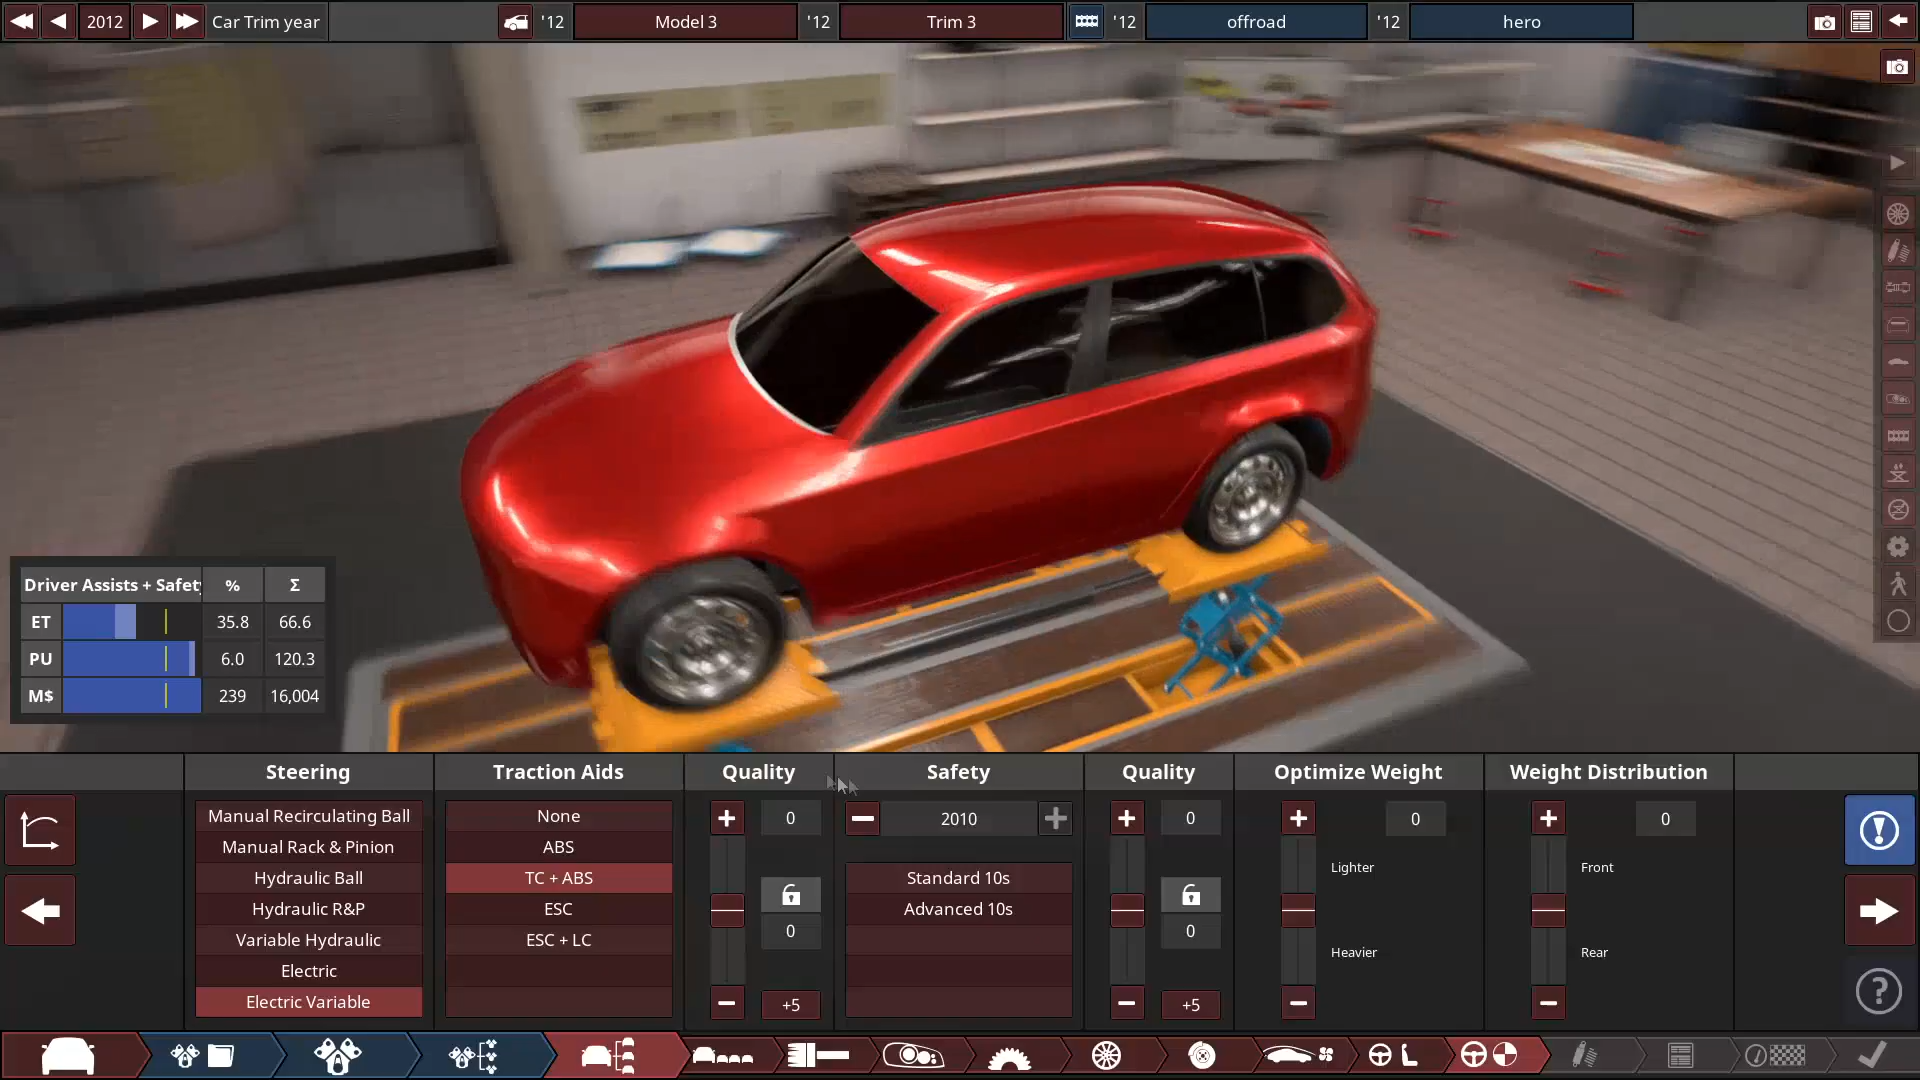 2012 Car Trim year '12 Model 3 '12 Trim 3 '12 offroad '12 hero
Driver Assists + Safety % Σ
ET 35.8 66.6
PU 6.0 120.3
M$ 239 16,004
Steering
Manual Recirculating Ball
Manual Rack & Pinion
Hydraulic Ball
Hydraulic R&P
Variable Hydraulic
Electric
Electric Variable
Traction Aids
None
ABS
TC + ABS
ESC
ESC + LC
Quality
0
0
+5
Safety
2010
Standard 10s
Advanced 10s
Quality
0
0
+5
Optimize Weight
0
Lighter
Heavier
Weight Distribution
0
Front
Rear